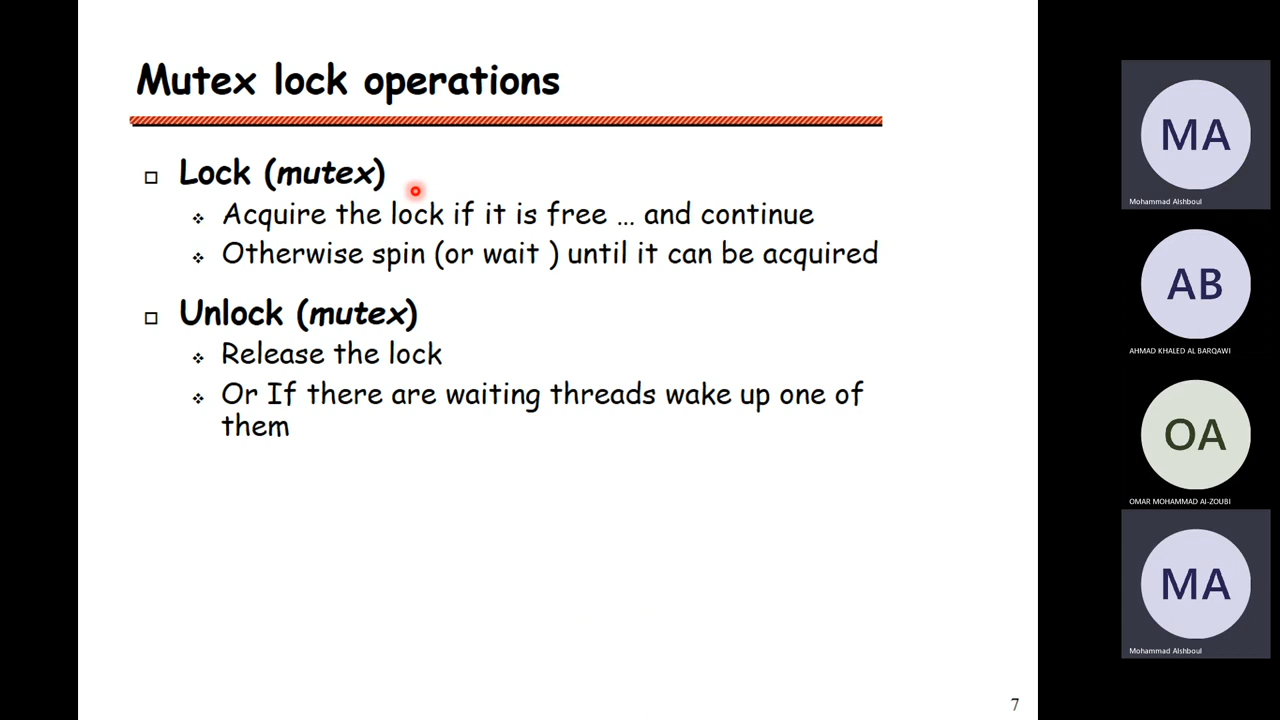 Mutex lock operations
Lock (mutex)
Acquire the lock if it is free … and continue
Otherwise spin (or wait ) until it can be acquired
Unlock (mutex)
Release the lock
Or If there are waiting threads wake up one of
them
7
MA
Mohammad Alshboul
AB
AHMAD KHALED AL BARQAWI
OA
OMAR MOHAMMAD Al-ZOUBI
MA
Mohammad Alshboul